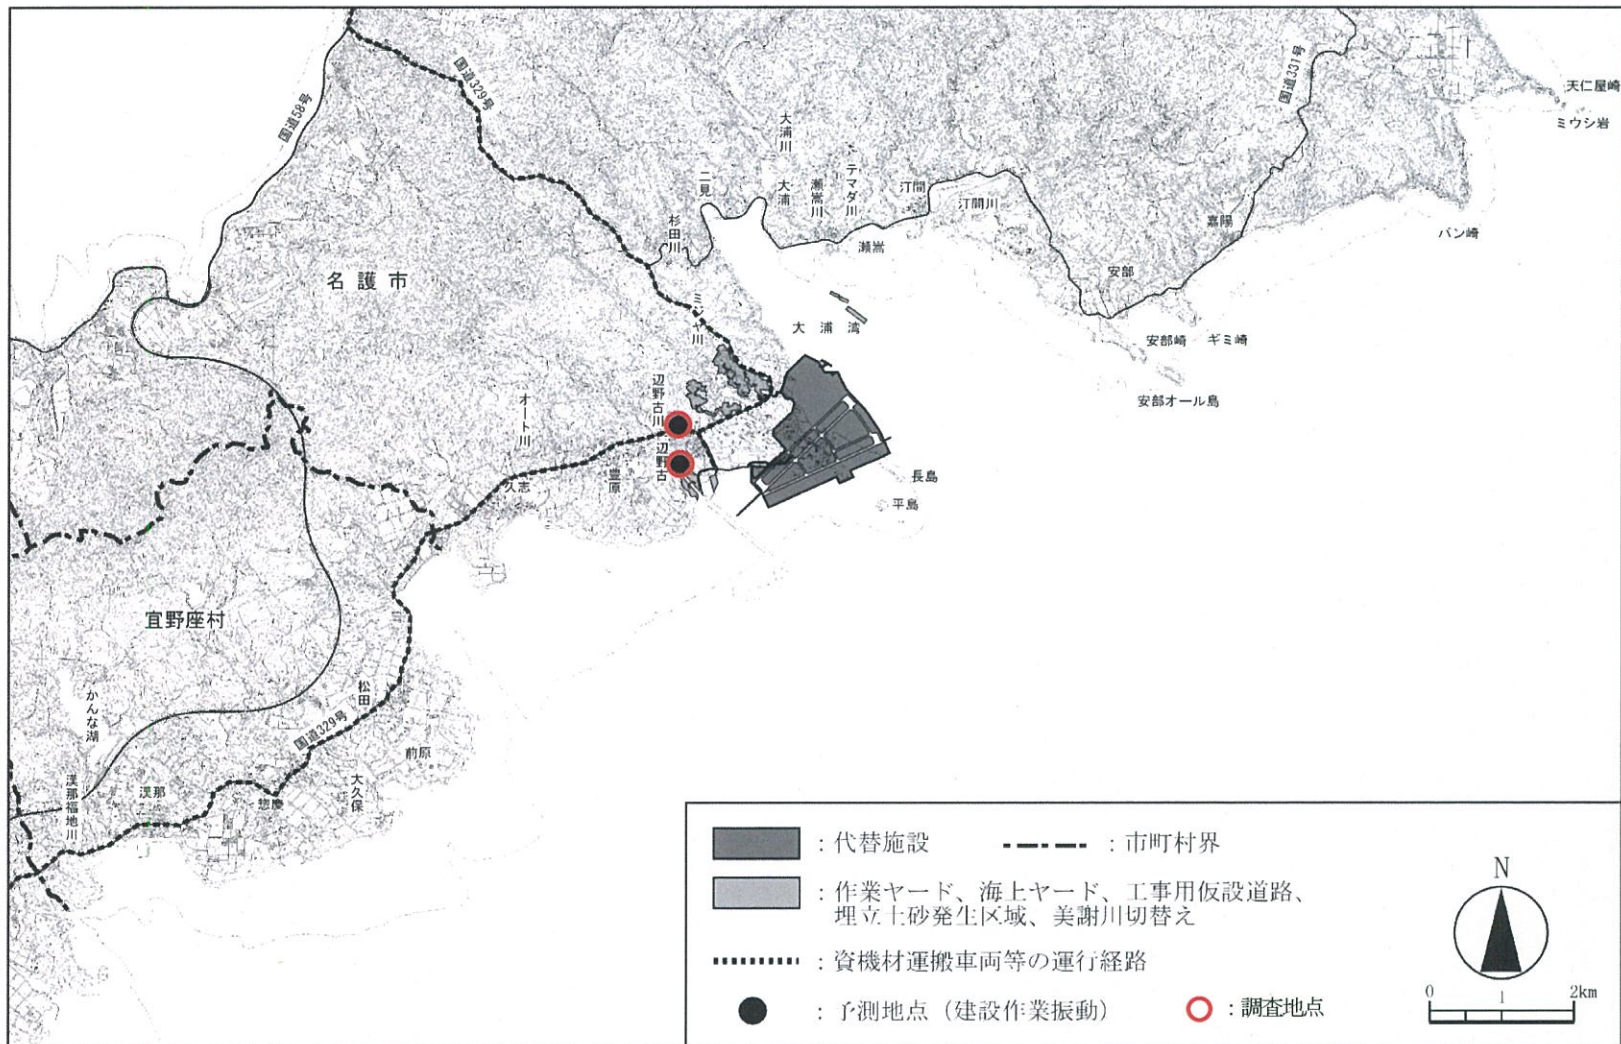 国道58号
国道329号
国道331号
天仁屋崎
ミウシ岩
バン崎
大浦川
二見
大浦
瀬嵩川
テマダ川
汀間
汀間川
嘉陽
杉田川
瀬嵩
安部
名護市
大浦湾
安部崎
ギミ崎
安部オール島
辺野古川
オート川
辺野古
豊原
久志
長島
平島
宜野座村
かんな湖
松田
国道329号
前原
大久保
惣慶
漢那
漢那福地川
：代替施設
：市町村界
：作業ヤード、海上ヤード、工事用仮設道路、
埋立土砂発生区域、美謝川切替え
：資機材運搬車両等の運行経路
：予測地点（建設作業振動）
：調査地点
N
0 1 2km